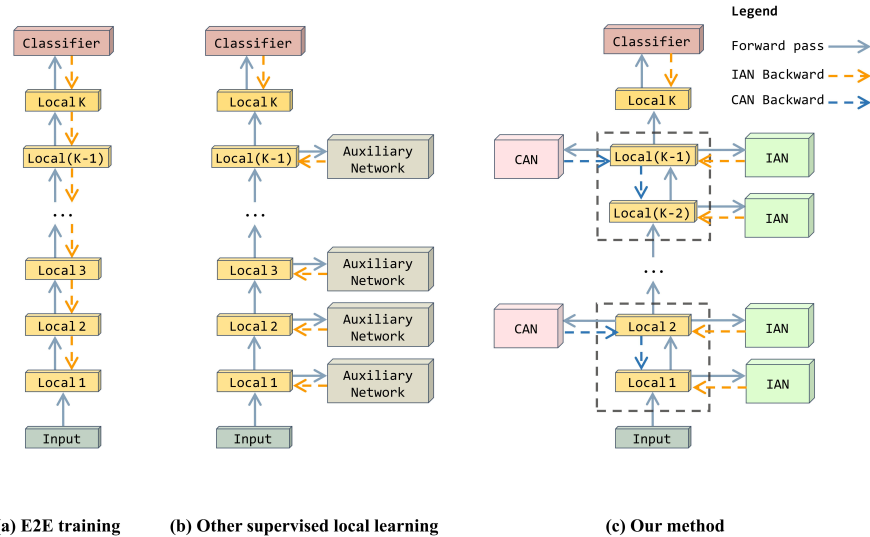 Legend
Forward pass
IAN Backward
CAN Backward
Classifier
Local K
Local(K-1)
...
Local 3
Local 2
Local 1
Input
(a) E2E training
Classifier
Local K
Local(K-1)
Auxiliary
Network
...
Local 3
Auxiliary
Network
Local 2
Auxiliary
Network
Local 1
Auxiliary
Network
Input
(b) Other supervised local learning
Classifier
Local K
CAN
Local(K-1)
IAN
Local(K-2)
IAN
...
CAN
Local 2
IAN
Local 1
IAN
Input
(c) Our method